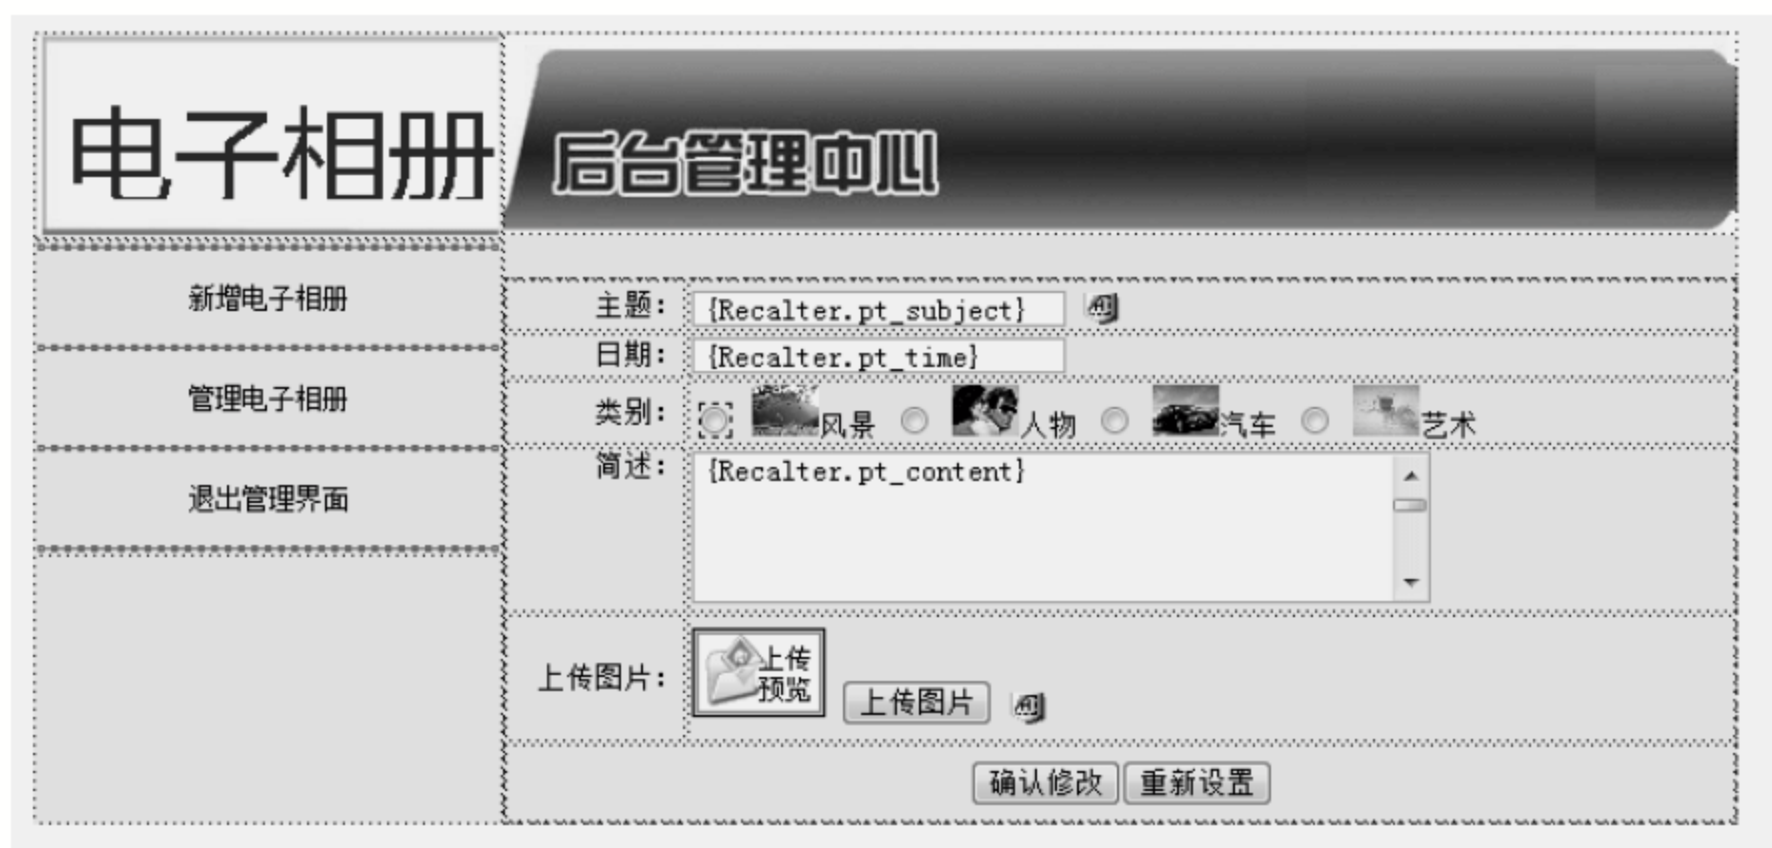 电子相册
后台管理中心
新增电子相册
管理电子相册
退出管理界面
主题： {Recalter.pt_subject}
日期： {Recalter.pt_time}
类别： 风景 人物 汽车 艺术
简述： {Recalter.pt_content}
上传图片： 上传预览 上传图片
确认修改 重新设置